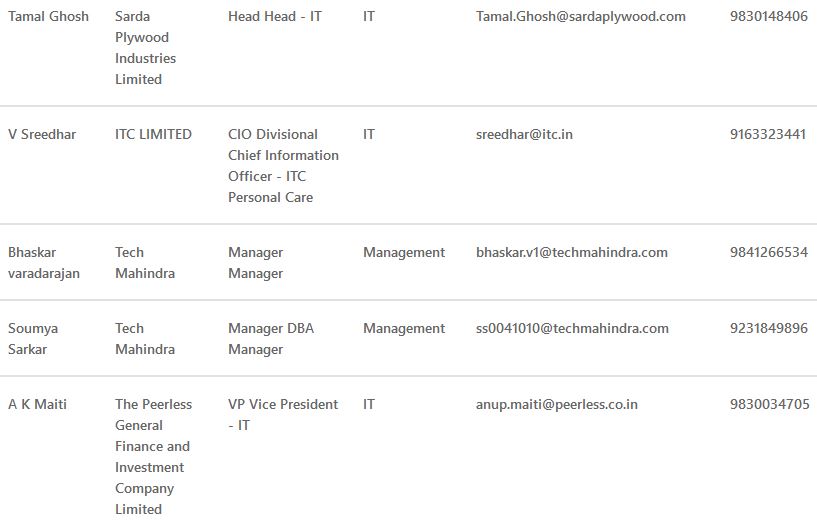 Tamal Ghosh Sarda Head Head - IT IT Tamal.Ghosh@sardaplywood.com 9830148406
Plywood
Industries
Limited
V Sreedhar ITC LIMITED CIO Divisional IT sreedhar@itc.in 9163323441
Chief Information
Officer - ITC
Personal Care
Bhaskar Tech Manager Management bhaskar.v1@techmahindra.com 9841266534
varadarajan Mahindra Manager
Soumya Tech Manager DBA Management ss0041010@techmahindra.com 9231849896
Sarkar Mahindra Manager
A K Maiti The Peerless VP Vice President IT anup.maiti@peerless.co.in 9830034705
General - IT
Finance and
Investment
Company
Limited